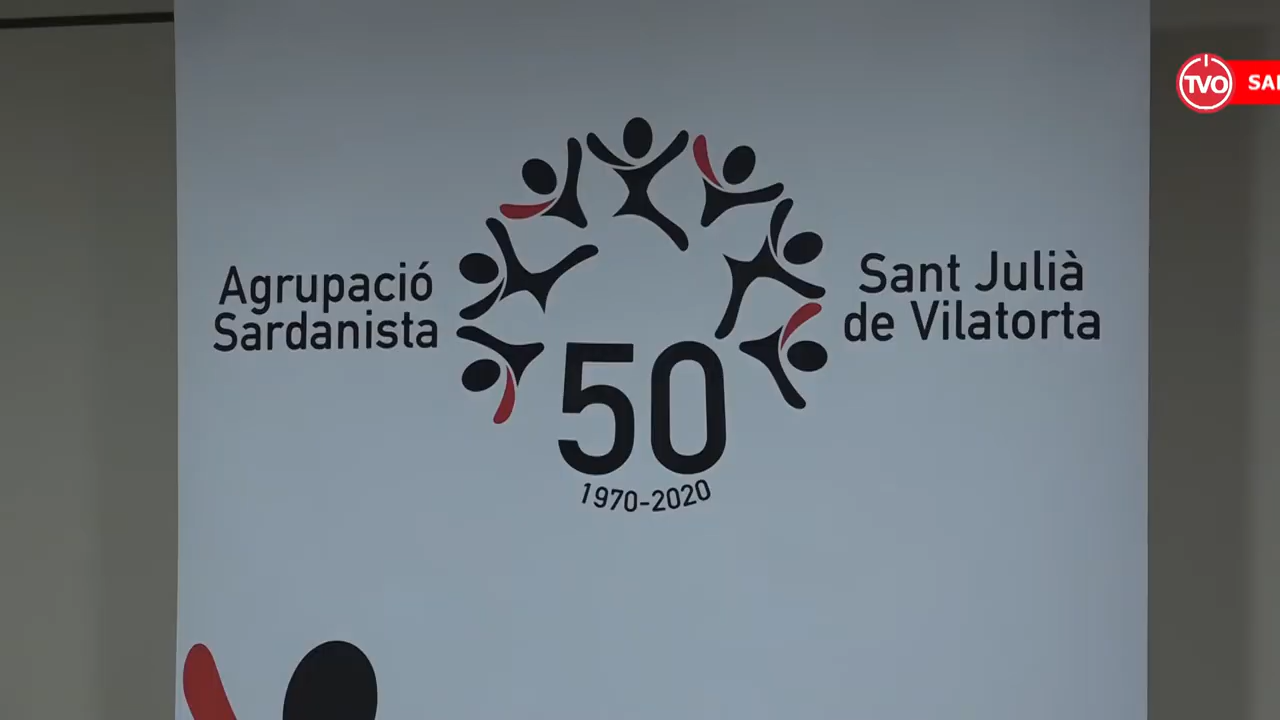 TVO
Agrupació
Sardanista
Sant Julià
de Vilatorta
50
1970-2020